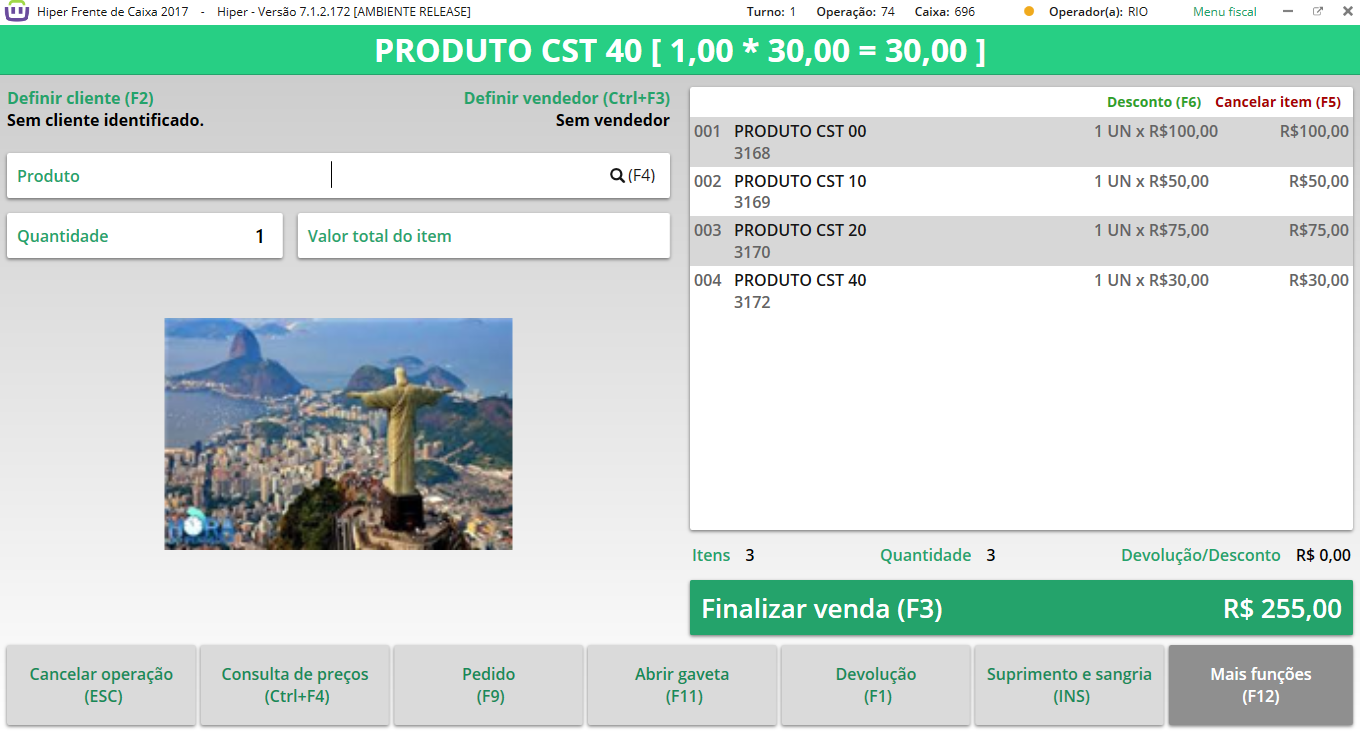 Hiper Frente de Caixa 2017 - Hiper - Versão 7.1.2.172 [AMBIENTE RELEASE] Turno: 1 Operação: 74 Caixa: 696 Operador(a): RIO Menu fiscal
PRODUTO CST 40 [ 1,00 * 30,00 = 30,00 ]
Definir cliente (F2) Definir vendedor (Ctrl+F3)
Sem cliente identificado. Sem vendedor
Produto (F4)
Quantidade 1 Valor total do item
Desconto (F6) Cancelar item (F5)
001 PRODUTO CST 00 1 UN x R$100,00 R$100,00
3168
002 PRODUTO CST 10 1 UN x R$50,00 R$50,00
3169
003 PRODUTO CST 20 1 UN x R$75,00 R$75,00
3170
004 PRODUTO CST 40 1 UN x R$30,00 R$30,00
3172
Itens 3 Quantidade 3 Devolução/Desconto R$ 0,00
Finalizar venda (F3) R$ 255,00
Cancelar operação (ESC)
Consulta de preços (Ctrl+F4)
Pedido (F9)
Abrir gaveta (F11)
Devolução (F1)
Suprimento e sangria (INS)
Mais funções (F12)